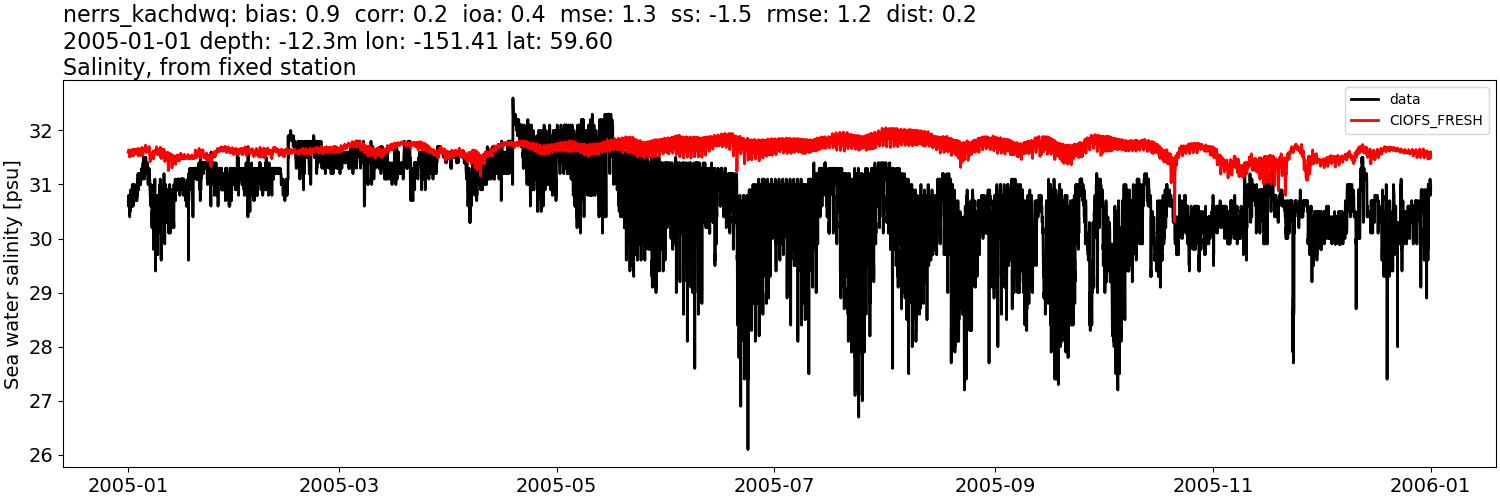 nerrs_kachdwq: bias: 0.9  corr: 0.2  ioa: 0.4  mse: 1.3  ss: -1.5  rmse: 1.2  dist: 0.2
2005-01-01 depth: -12.3m lon: -151.41 lat: 59.60
Salinity, from fixed station
data
CIOFS_FRESH
Sea water salinity [psu]
32
31
30
29
28
27
26
2005-01
2005-03
2005-05
2005-07
2005-09
2005-11
2006-01